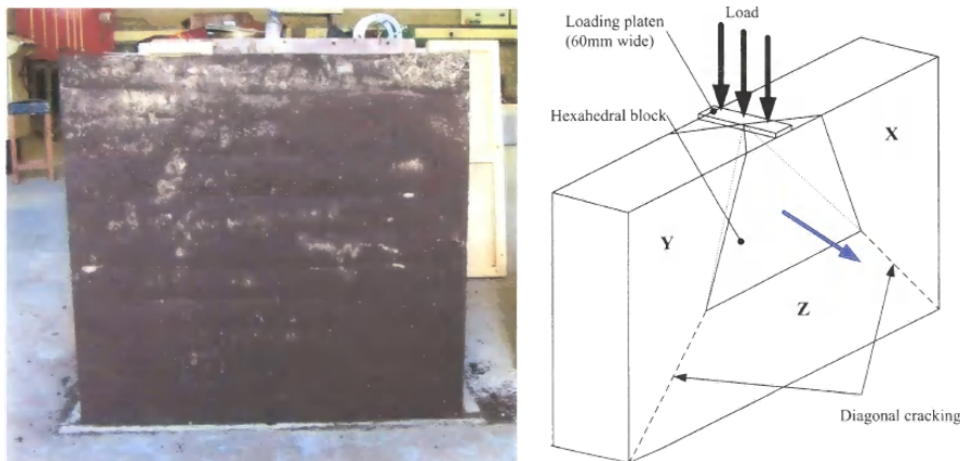 Loading platen
(60mm wide)
Load
Hexahedral block
X
Y
Z
Diagonal cracking